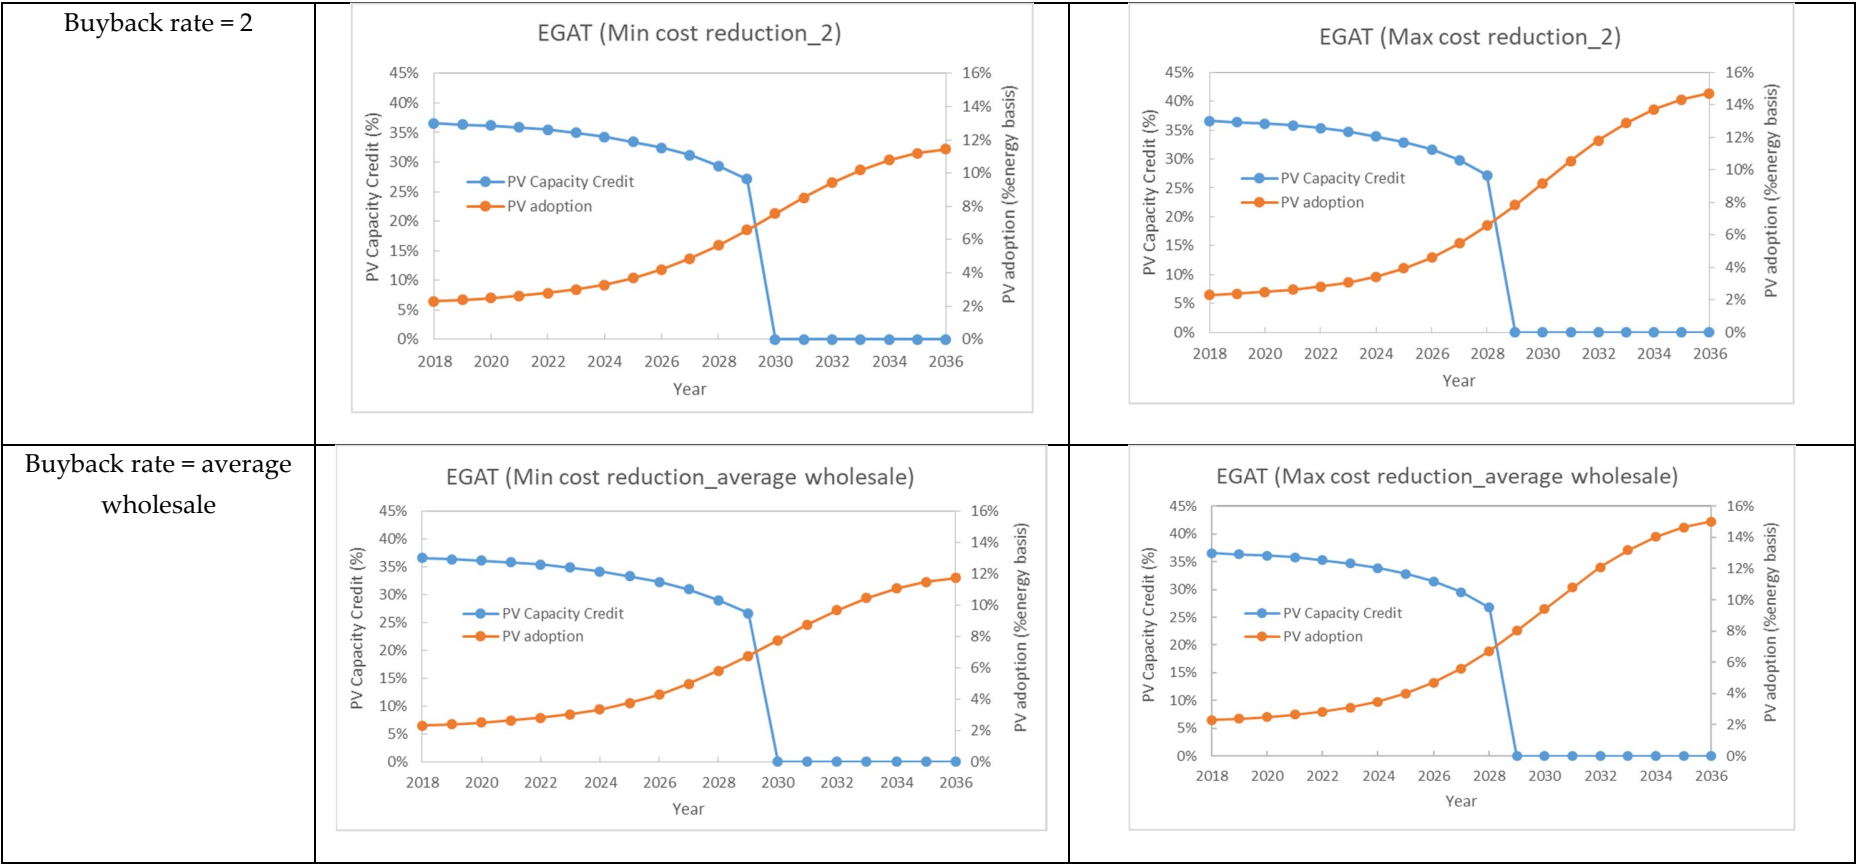 Buyback rate = 2
EGAT (Min cost reduction_2)
45%
40%
35%
30%
25%
20%
15%
10%
5%
0%
PV Capacity Credit (%)
16%
14%
12%
10%
8%
6%
4%
2%
0%
PV adoption (%energy basis)
PV Capacity Credit
PV adoption
2018 2020 2022 2024 2026 2028 2030 2032 2034 2036
Year
EGAT (Max cost reduction_2)
45%
40%
35%
30%
25%
20%
15%
10%
5%
0%
PV Capacity Credit (%)
16%
14%
12%
10%
8%
6%
4%
2%
0%
PV adoption (%energy basis)
PV Capacity Credit
PV adoption
2018 2020 2022 2024 2026 2028 2030 2032 2034 2036
Year
Buyback rate = average
wholesale
EGAT (Min cost reduction_average wholesale)
45%
40%
35%
30%
25%
20%
15%
10%
5%
0%
PV Capacity Credit (%)
16%
14%
12%
10%
8%
6%
4%
2%
0%
PV adoption (%energy basis)
PV Capacity Credit
PV adoption
2018 2020 2022 2024 2026 2028 2030 2032 2034 2036
Year
EGAT (Max cost reduction_average wholesale)
45%
40%
35%
30%
25%
20%
15%
10%
5%
0%
PV Capacity Credit (%)
16%
14%
12%
10%
8%
6%
4%
2%
0%
PV adoption (%energy basis)
PV Capacity Credit
PV adoption
2018 2020 2022 2024 2026 2028 2030 2032 2034 2036
Year